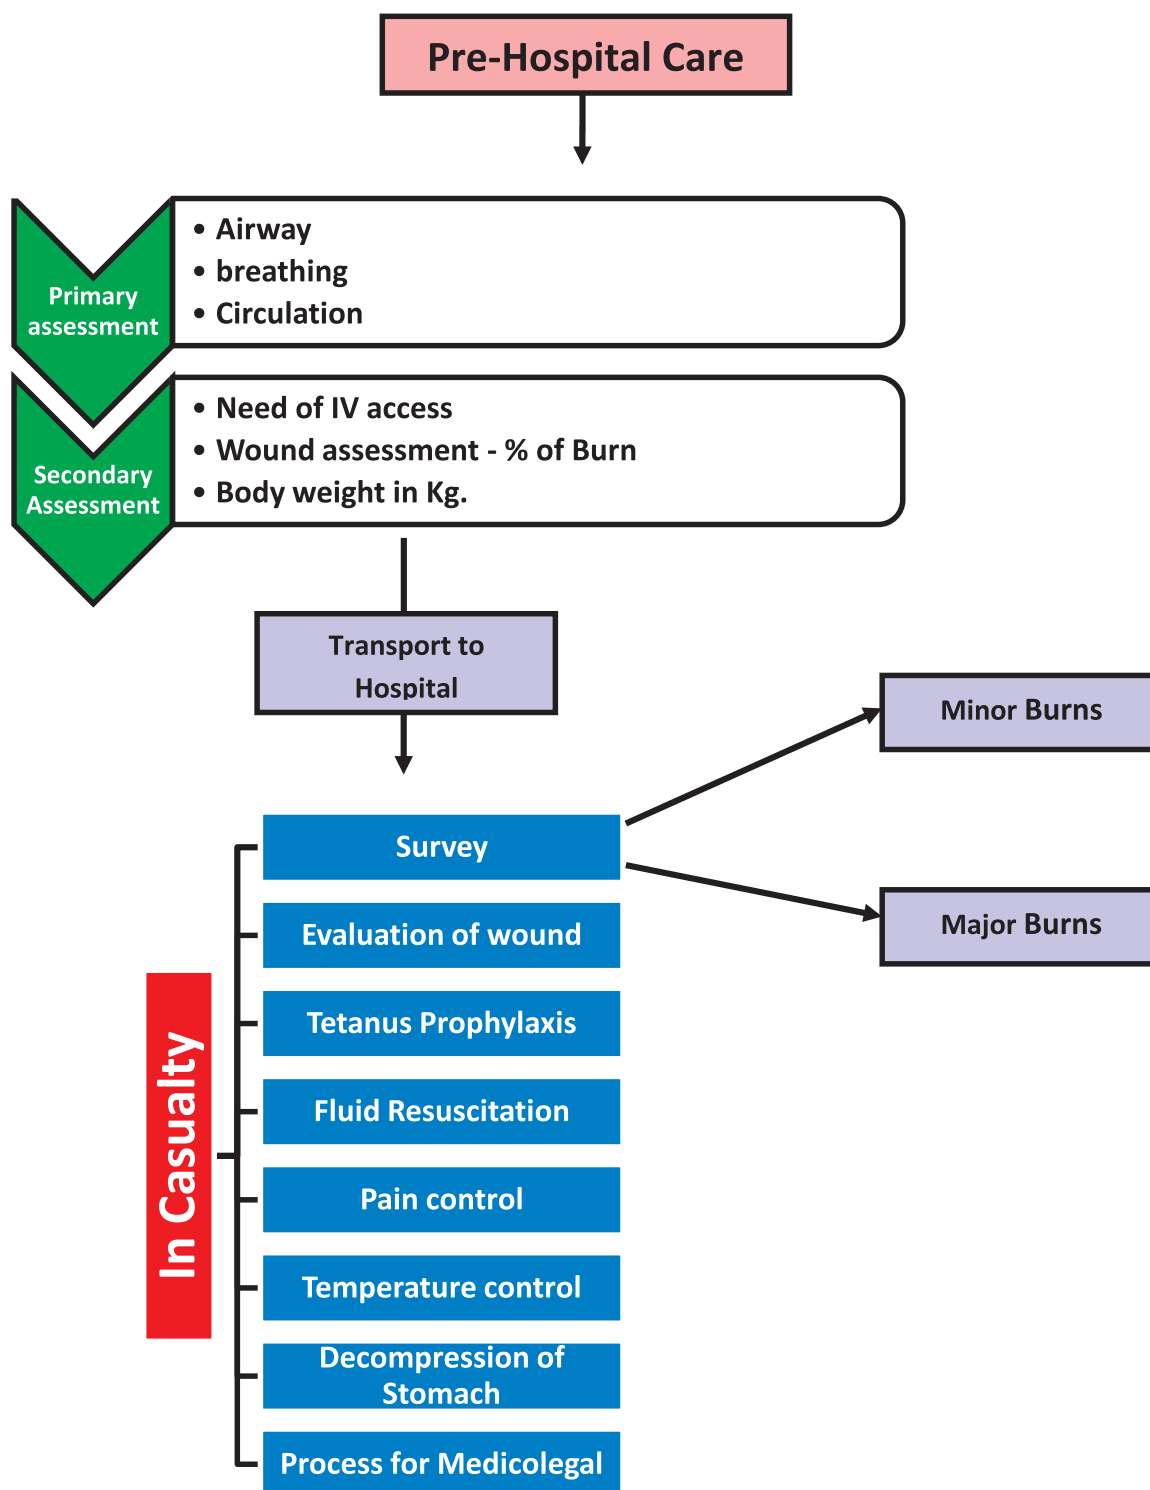 Pre-Hospital Care
Primary
assessment
• Airway
• breathing
• Circulation
Secondary
Assessment
• Need of IV access
• Wound assessment - % of Burn
• Body weight in Kg.
Transport to
Hospital
Minor Burns
Major Burns
In Casualty
Survey
Evaluation of wound
Tetanus Prophylaxis
Fluid Resuscitation
Pain control
Temperature control
Decompression of
Stomach
Process for Medicolegal